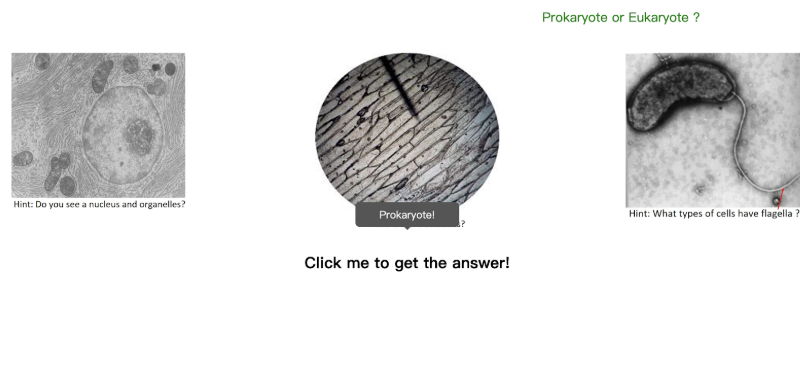 Prokaryote or Eukaryote ?
Hint: Do you see a nucleus and organelles?
Prokaryote!
?
Hint: What types of cells have flagella ?
Click me to get the answer!